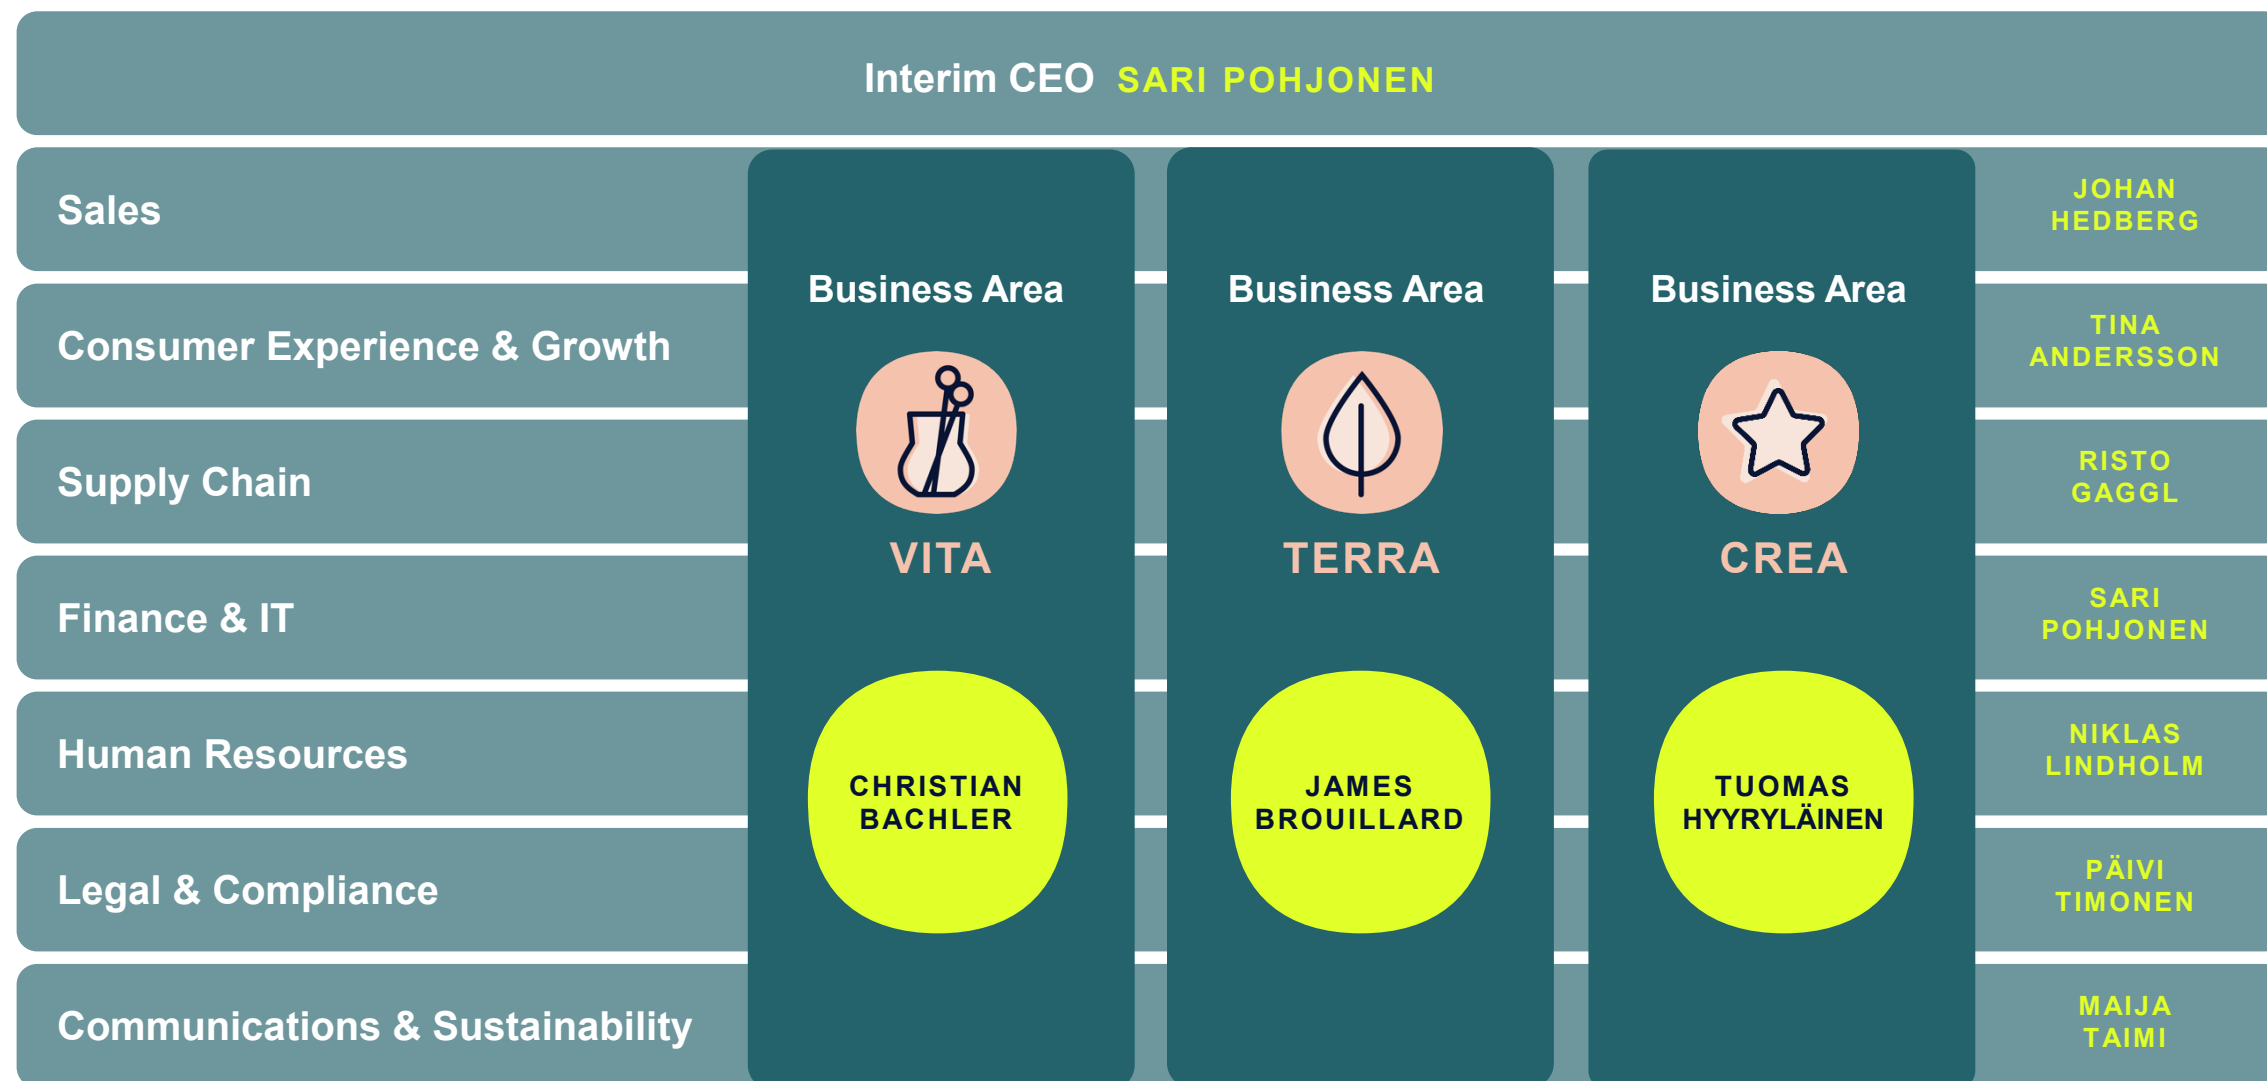 Interim CEO SARI POHJONEN
Sales
JOHAN
HEDBERG
Consumer Experience & Growth
TINA
ANDERSSON
Supply Chain
RISTO
GAGGL
Finance & IT
SARI
POHJONEN
Human Resources
NIKLAS
LINDHOLM
Legal & Compliance
PÄIVI
TIMONEN
Communications & Sustainability
MAIJA
TAIMI
Business Area
VITA
CHRISTIAN
BACHLER
Business Area
TERRA
JAMES
BROUILLARD
Business Area
CREA
TUOMAS
HYYRYLÄINEN